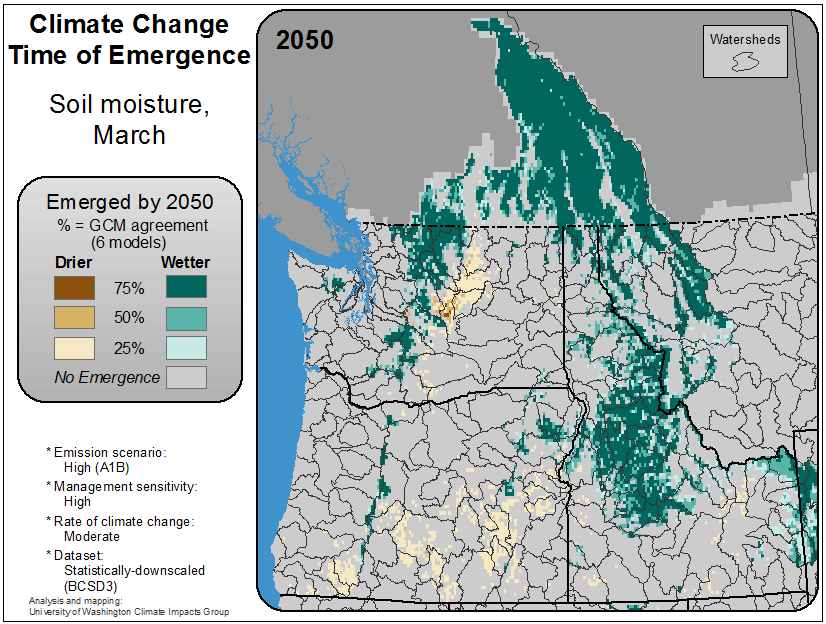 Climate Change
Time of Emergence
Soil moisture,
March
Emerged by 2050
% = GCM agreement
(6 models)
Drier Wetter
75%
50%
25%
No Emergence
* Emission scenario:
High (A1B)
* Management sensitivity:
High
* Rate of climate change:
Moderate
* Dataset:
Statistically-downscaled
(BCSD3)
Analysis and mapping:
University of Washington Climate Impacts Group
2050
Watersheds